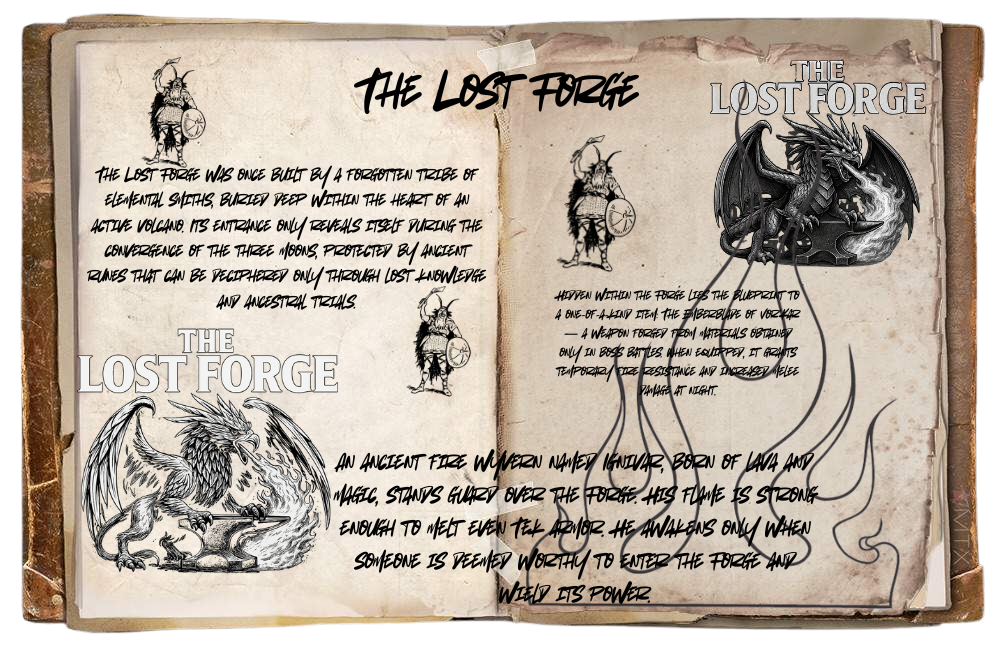 The Lost Forge
THE
LOST FORGE
The Lost Forge was once built by a forgotten tribe of
elemental smiths, buried deep within the heart of an
active volcano. Its entrance only reveals itself during the
convergence of the three moons, protected by ancient
runes that can be deciphered only through lost knowledge
and ancestral trials.
Hidden within the forge lies the blueprint to
a one-of-a-kind item: the Emberblade of Vorkar
— a weapon forged from materials obtained
only in boss battles. When equipped, it grants
temporary fire resistance and increased melee
damage at night.
THE
LOST FORGE
An ancient fire wyvern named Ignivar, born of lava and
magic, stands guard over the forge. His flame is strong
enough to melt even Tek armor. He awakens only when
someone is deemed worthy to enter the forge and
wield its power.